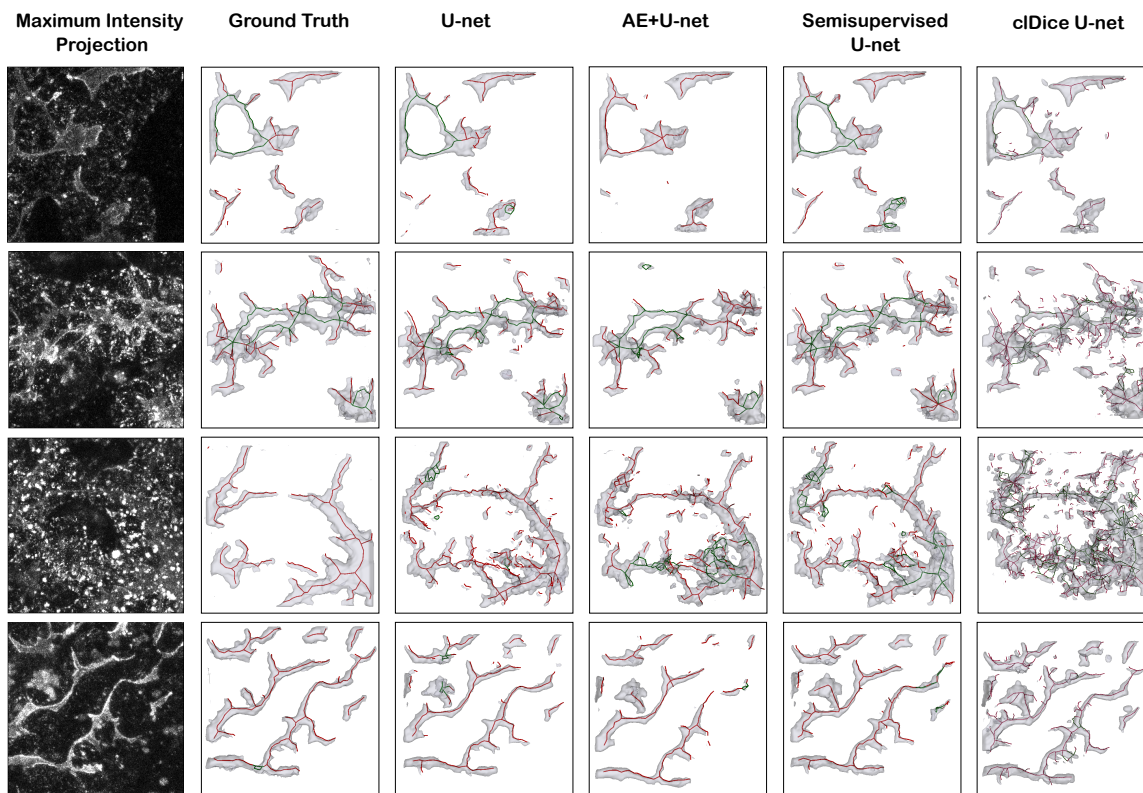 Maximum Intensity
Projection
Ground Truth
U-net
AE+U-net
Semisupervised
U-net
clDice U-net